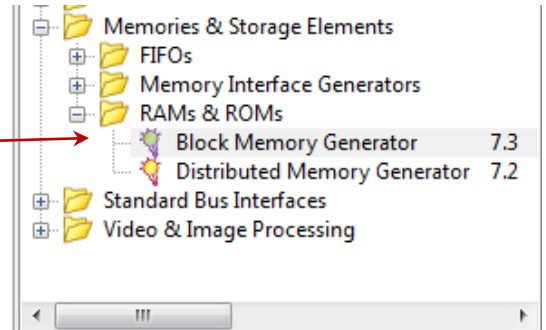 Memories & Storage Elements
FIFOs
Memory Interface Generators
RAMs & ROMs
Block Memory Generator 7.3
Distributed Memory Generator 7.2
Standard Bus Interfaces
Video & Image Processing